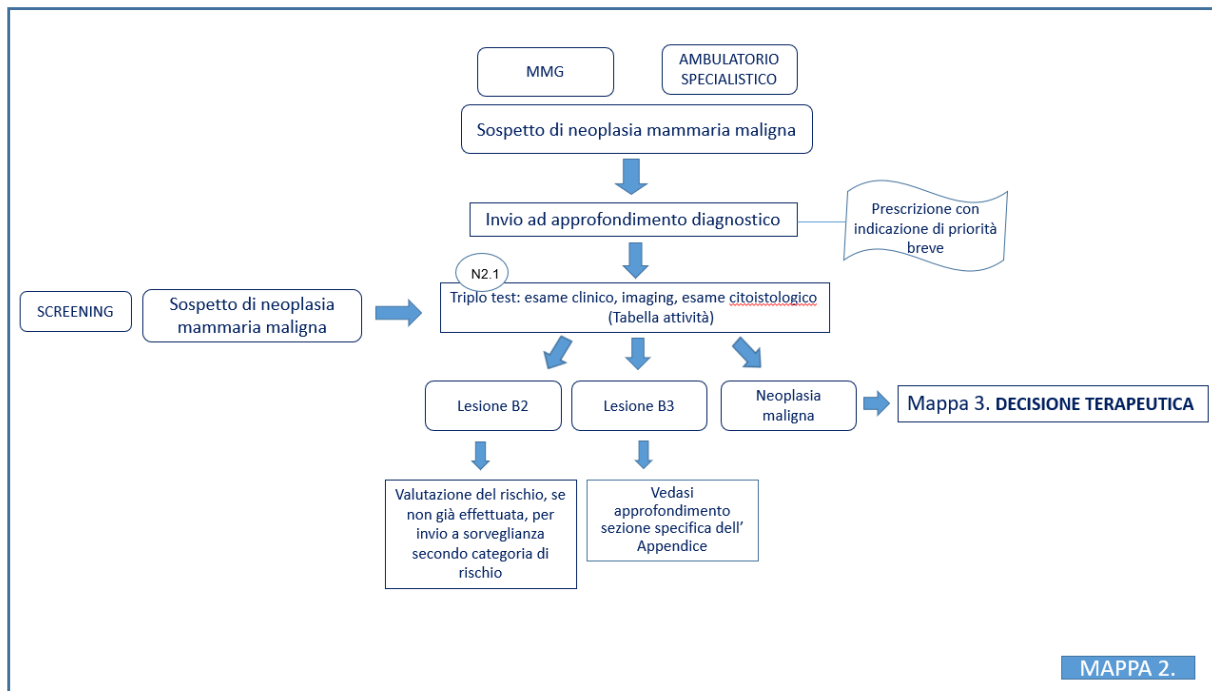 MMG
AMBULATORIO
SPECIALISTICO
Sospetto di neoplasia mammaria maligna
Invio ad approfondimento diagnostico
Prescrizione con
indicazione di priorità
breve
N2.1
SCREENING
Sospetto di neoplasia
mammaria maligna
Triplo test: esame clinico, imaging, esame citoistologico
(Tabella attività)
Lesione B2
Lesione B3
Neoplasia
maligna
Mappa 3. DECISIONE TERAPEUTICA
Valutazione del rischio, se
non già effettuata, per
invio a sorveglianza
secondo categoria di
rischio
Vedasi
approfondimento
sezione specifica dell’
Appendice
MAPPA 2.